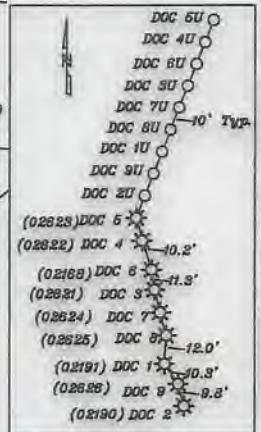 DOC 5U
DOC 4U
DOC 6U
N
DOC 3U
DOC 7U
10' Typ.
DOC 8U
DOC 1U
DOC 9U
DOC 2U
(02623) DOC 5
(02622) DOC 4
10.2'
(02168) DOC 6
11.3'
(02621) DOC 3
(02624) DOC 7
(02625) DOC 8
12.0'
(02191) DOC 1
10.3'
(02626) DOC 9
9.8'
(02190) DOC 2